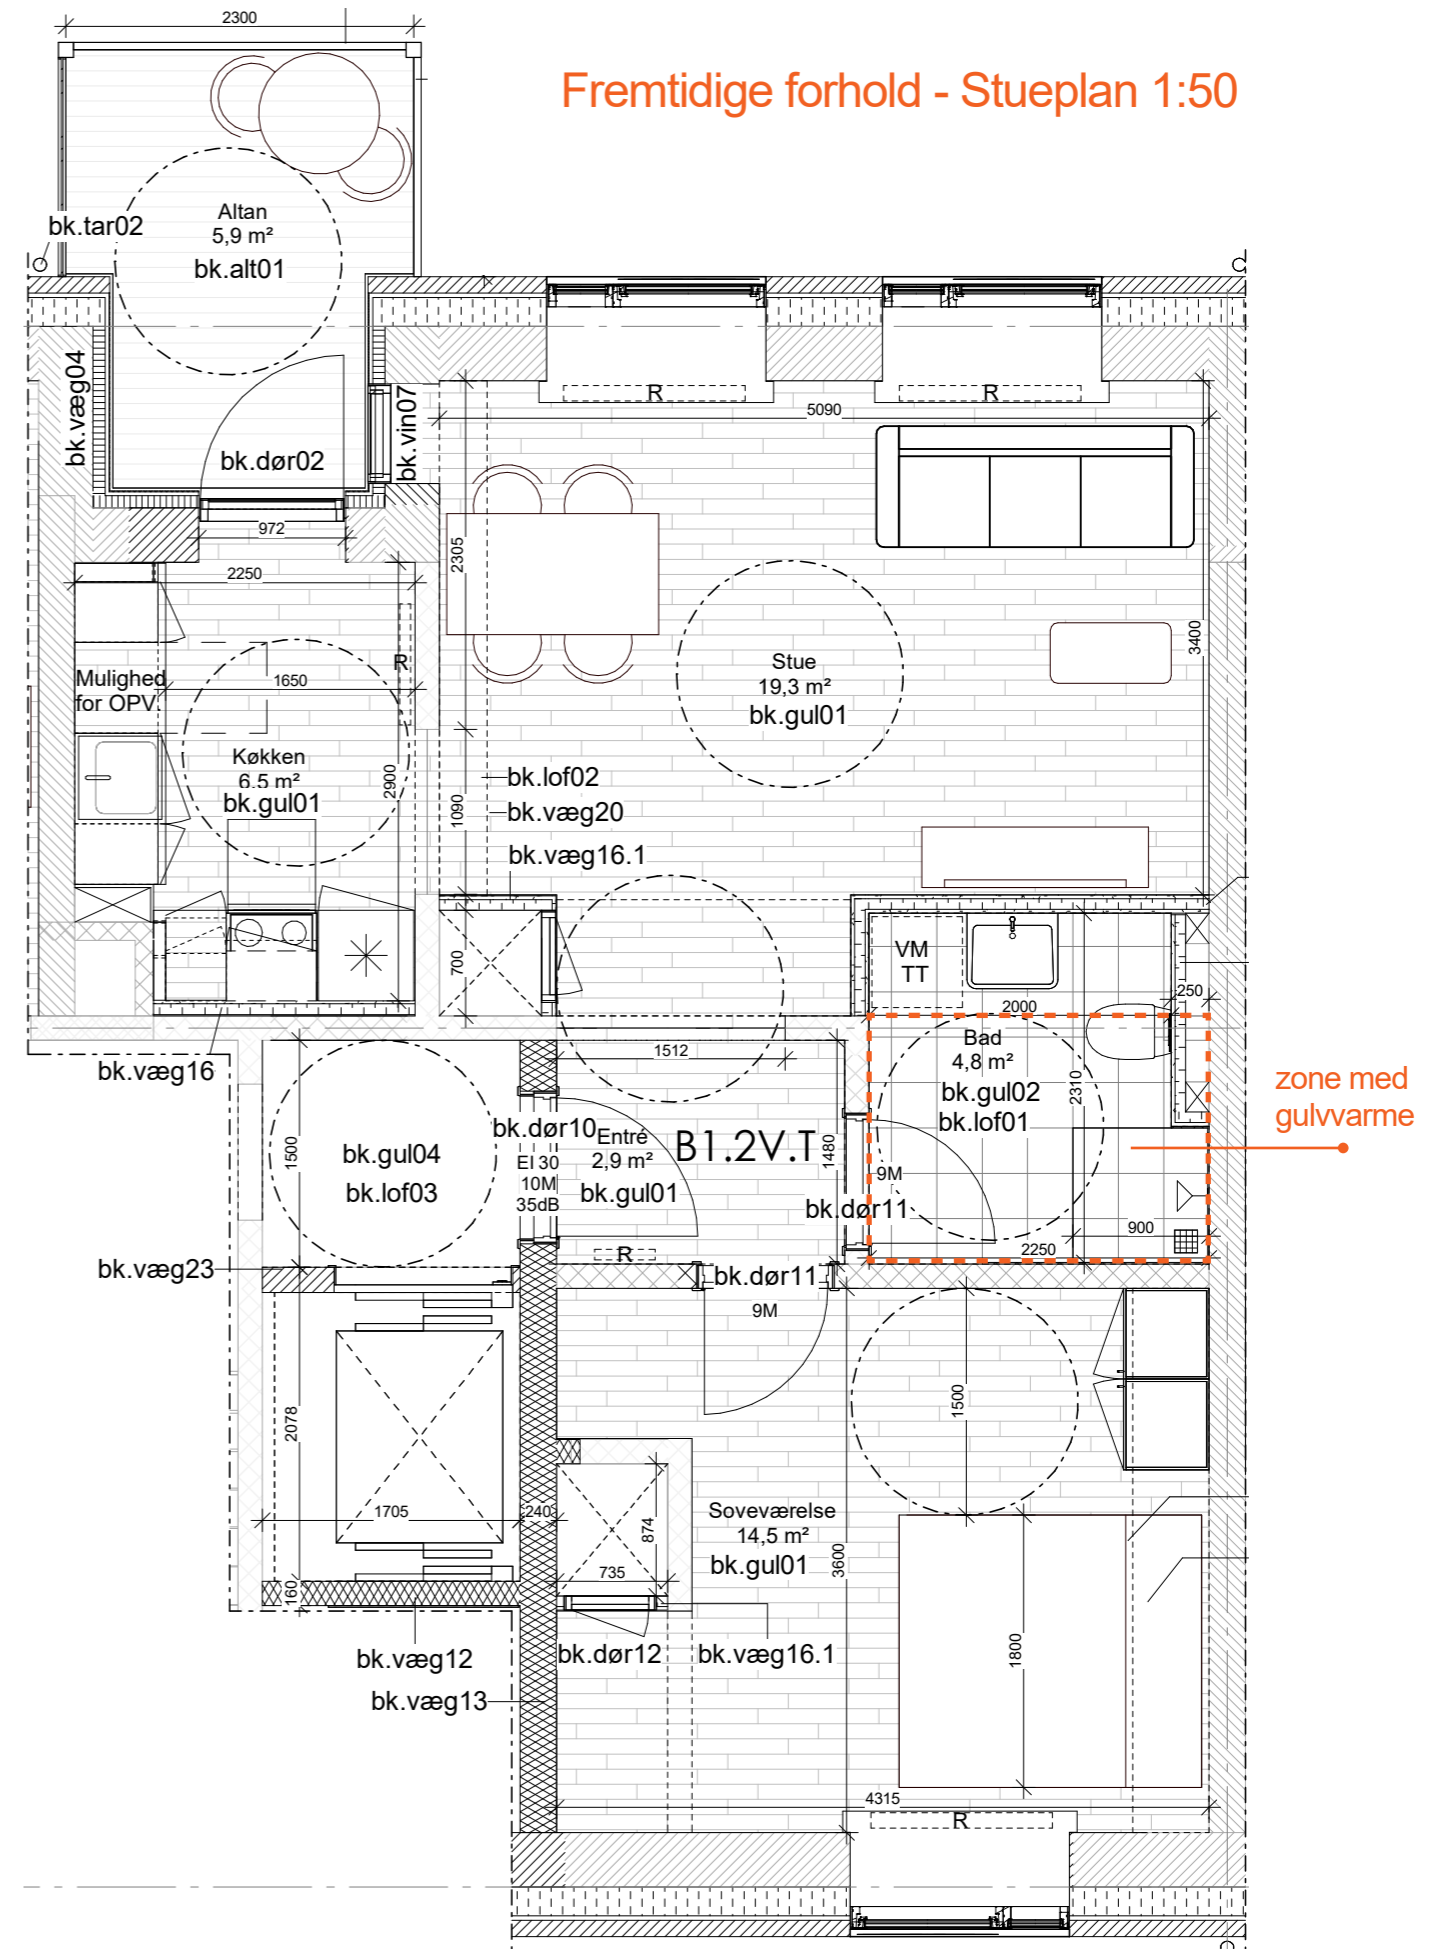 2300
Fremtidige forhold - Stueplan 1:50
Altan
5,9 m²
bk.alt01
bk.tar02
bk.væg04
bk.vin07
bk.dør02
R
R
5090
972
2250
2305
3400
Mulighed
for OPV.
1650
R
Stue
19,3 m²
bk.gul01
Køkken
6,5 m²
bk.gul01
2900
1090
bk.lof02
bk.væg20
bk.væg16.1
700
VM
TT
250
2000
Bad
4,8 m²
bk.gul02
bk.lof01
2310
zone med
gulvvarme
bk.væg16
1512
1500
bk.gul04
bk.lof03
bk.dør10
EI 30
10M
35dB
Entré
2,9 m²
bk.gul01
B1.2V.T
1480
9M
bk.dør11
900
2250
bk.væg23
R
bk.dør11
9M
1500
2078
1705
240
874
735
160
Soveværelse
14,5 m²
bk.gul01
3600
1800
bk.væg12
bk.væg13
bk.dør12
bk.væg16.1
4315
R